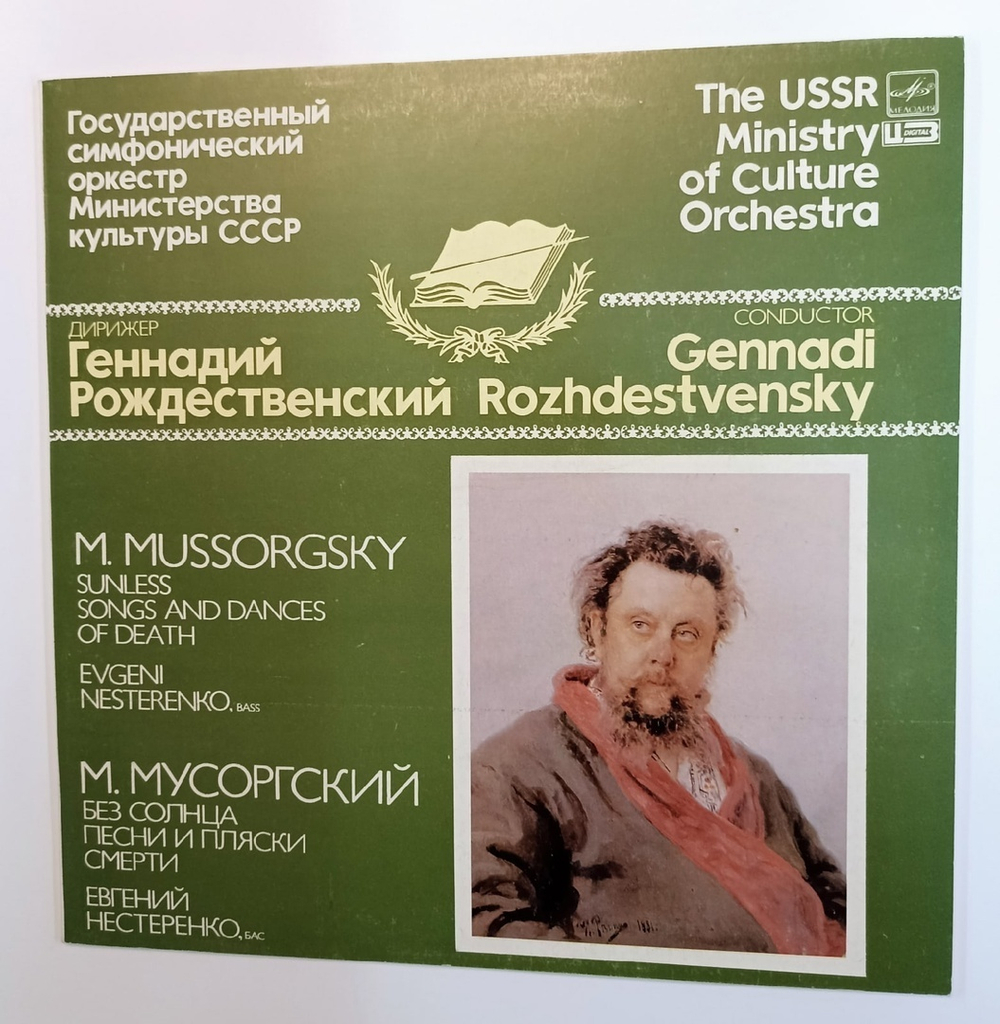 Государственный
симфонический
оркестр
Министерства
культуры СССР
The USSR
Ministry
of Culture
Orchestra
МЕЛОДИЯ
DIGITAL
ДИРИЖЕР
Геннадий
Рождественский
CONDUCTOR
Gennadi
Rozhdestvensky
M. MUSSORGSKY
SUNLESS
SONGS AND DANCES
OF DEATH
EVGENI
NESTERENKO, BASS
М. МУСОРГСКИЙ
БЕЗ СОЛНЦА
ПЕСНИ И ПЛЯСКИ
СМЕРТИ
ЕВГЕНИЙ
НЕСТЕРЕНКО, БАС
1881